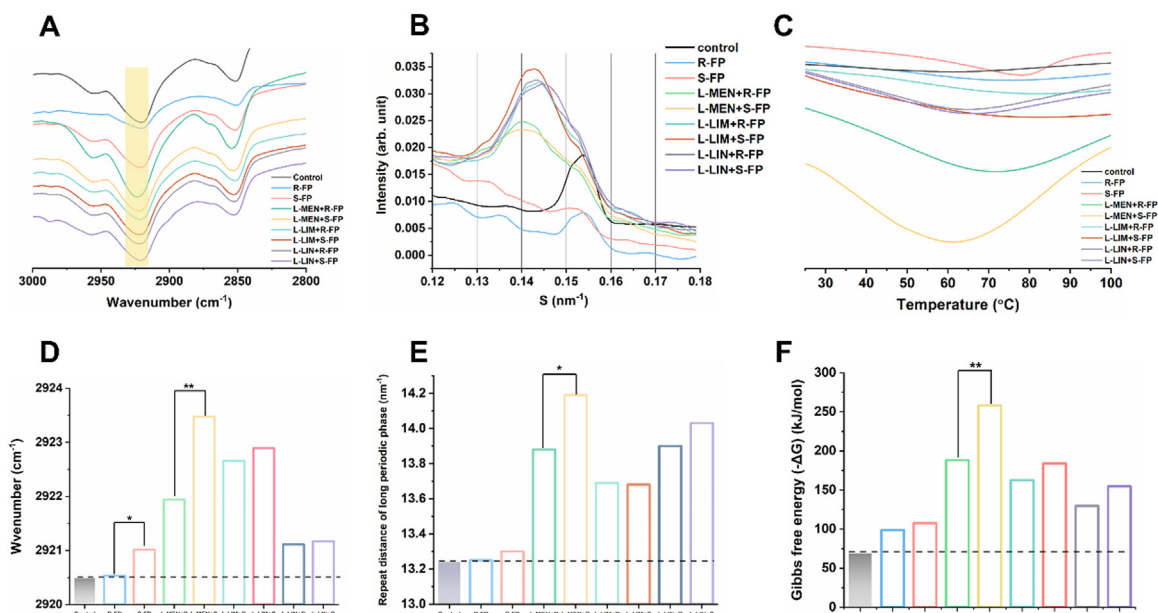 A
3000 2950 2900 2850 2800
Wavenumber (cm⁻¹)
control
R-FP
S-FP
L-MEN+R-FP
L-MEN+S-FP
L-LIM+R-FP
L-LIM+S-FP
L-LIN+R-FP
L-LIN+S-FP
B
0.035
0.030
0.025
0.020
0.015
0.010
0.005
0.000
Intensity (arb. unit)
0.12 0.13 0.14 0.15 0.16 0.17 0.18
S (nm⁻¹)
control
R-FP
S-FP
L-MEN+R-FP
L-MEN+S-FP
L-LIM+R-FP
L-LIM+S-FP
L-LIN+R-FP
L-LIN+S-FP
C
40 60 80 100
Temperature (°C)
control
R-FP
S-FP
L-MEN+R-FP
L-MEN+S-FP
L-LIM+R-FP
L-LIM+S-FP
L-LIN+R-FP
L-LIN+S-FP
D
2924
2923
2922
2921
2920
Wvenumber (cm⁻¹)
*
**
E
14.2
14.0
13.8
13.6
13.4
13.2
13.0
Repeat distance of long periodic phase (nm⁻¹)
*
F
300
250
200
150
100
50
0
Gibbs free energy (-ΔG) (kJ/mol)
**